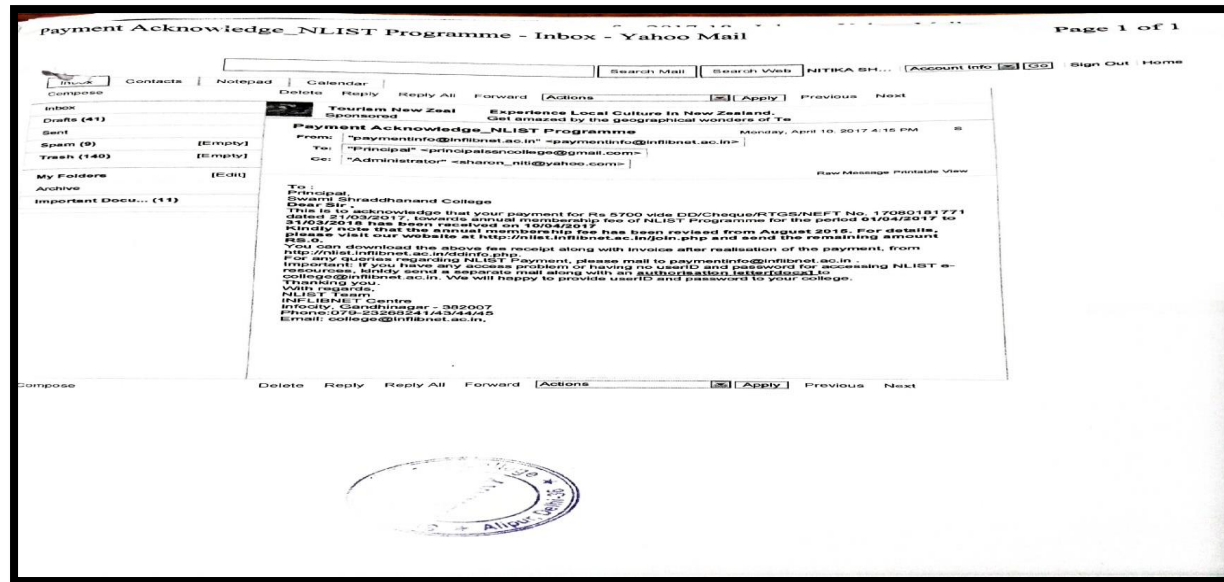 Payment Acknowledge_NLIST Programme - Inbox - Yahoo Mail
Page 1 of 1
Search Mail Search Web NITIKA SH... Account Info Go Sign Out Home
Inbox Contacts Notepad Calendar
Compose
Delete Reply Reply All Forward Actions Apply Previous Next
Inbox
Drafts (41)
Sent
Spam (9) [Empty]
Trash (140) [Empty]
My Folders [Edit]
Archive
Important Docu... (11)
Tourism New Zeal
Sponsored
Experience Local Culture In New Zealand.
Get amazed by the geographical wonders of Te
Payment Acknowledge_NLIST Programme
Monday, April 10, 2017 4:15 PM
From: "paymentinfo@inflibnet.ac.in" <paymentinfo@inflibnet.ac.in>
To: "Principal" <principalssncollege@gmail.com>
Cc: "Administrator" <sharon_niti@yahoo.com>
Raw Message Printable View
To :
Principal,
Swami Shraddhanand College
Dear Sir ,
This is to acknowledge that your payment for Rs 5700 vide DD/Cheque/RTGS/NEFT No. 17080181771
dated 21/03/2017, towards annual membership fee of NLIST Programme for the period 01/04/2017 to
31/03/2018 has been received on 10/04/2017
Kindly note that the annual membership fee has been revised from August 2015. For details,
please visit our website at http://nlist.inflibnet.ac.in/join.php and send the remaining amount
RS.0.
You can download the above fee receipt along with invoice after realisation of the payment, from
http://nlist.inflibnet.ac.in/ddinfo.php.
For any queries regarding NLIST Payment, please mail to paymentinfo@inflibnet.ac.in .
Important: If you have any access problem or having no userID and password for accessing NLIST e-
resources, kinldy send a separate mail along with an authorisation letter[docx] to
college@inflibnet.ac.in. We will happy to provide userID and password to your college.
Thanking you.
With regards,
NLIST Team
INFLIBNET Centre
Infocity, Gandhinagar - 382007
Phone:079-23268241/43/44/45
Email: college@inflibnet.ac.in,
Compose
Delete Reply Reply All Forward Actions Apply Previous Next
Alipur, Delhi-36